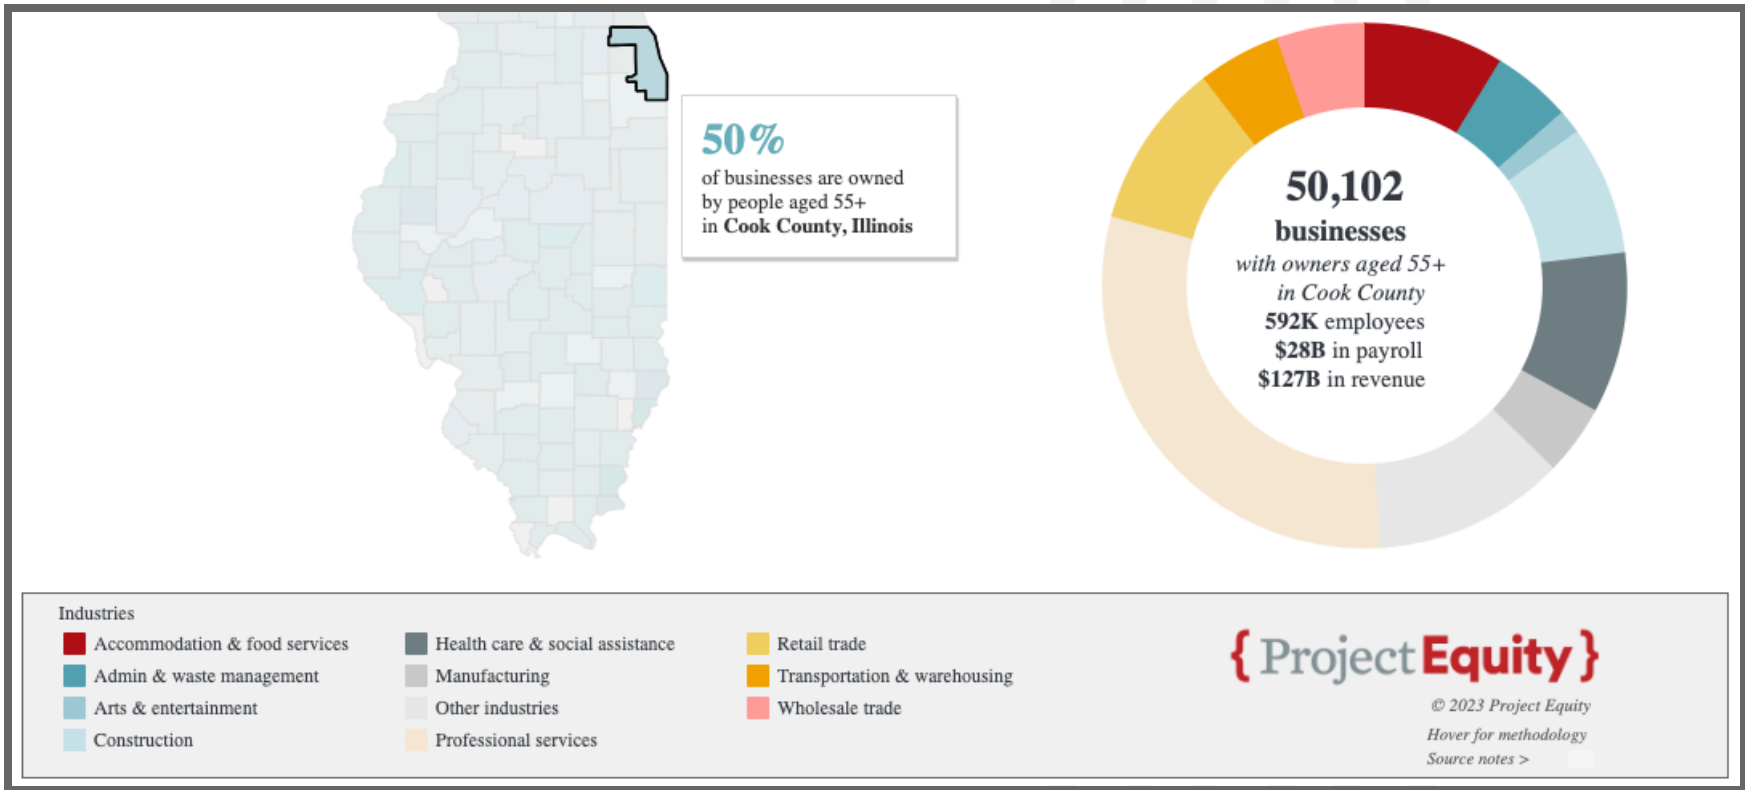 50%
of businesses are owned
by people aged 55+
in Cook County, Illinois
50,102
businesses
with owners aged 55+
in Cook County
592K employees
$28B in payroll
$127B in revenue
Industries
Accommodation & food services
Admin & waste management
Arts & entertainment
Construction
Health care & social assistance
Manufacturing
Other industries
Professional services
Retail trade
Transportation & warehousing
Wholesale trade
{ Project Equity }
© 2023 Project Equity
Hover for methodology
Source notes >